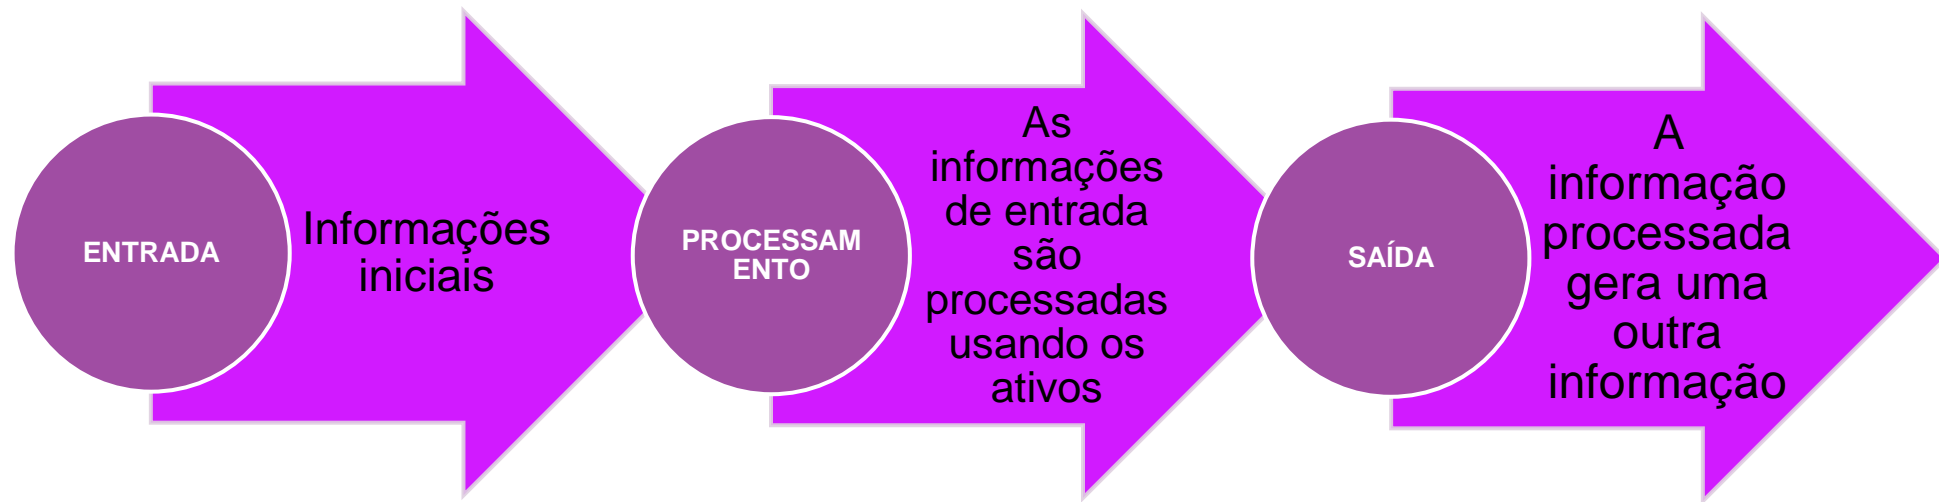 ENTRADA
Informações
iniciais
PROCESSAM
ENTO
As
informações
de entrada
são
processadas
usando os
ativos
SAÍDA
A
informação
processada
gera uma
outra
informação